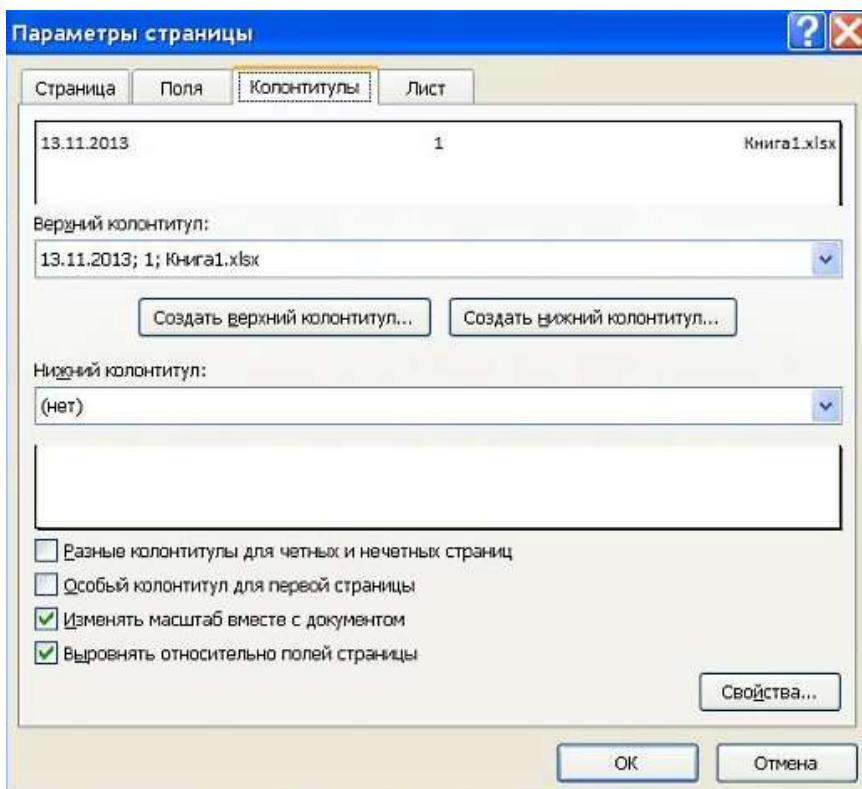 Параметры страницы
Страница Поля Колонтитулы Лист
13.11.2013 1 Книга1.xlsx
Верхний колонтитул:
13.11.2013; 1; Книга1.xlsx
Создать верхний колонтитул... Создать нижний колонтитул...
Нижний колонтитул:
(нет)
Разные колонтитулы для четных и нечетных страниц
Особый колонтитул для первой страницы
Изменять масштаб вместе с документом
Выровнять относительно полей страницы
Свойства...
ОК Отмена